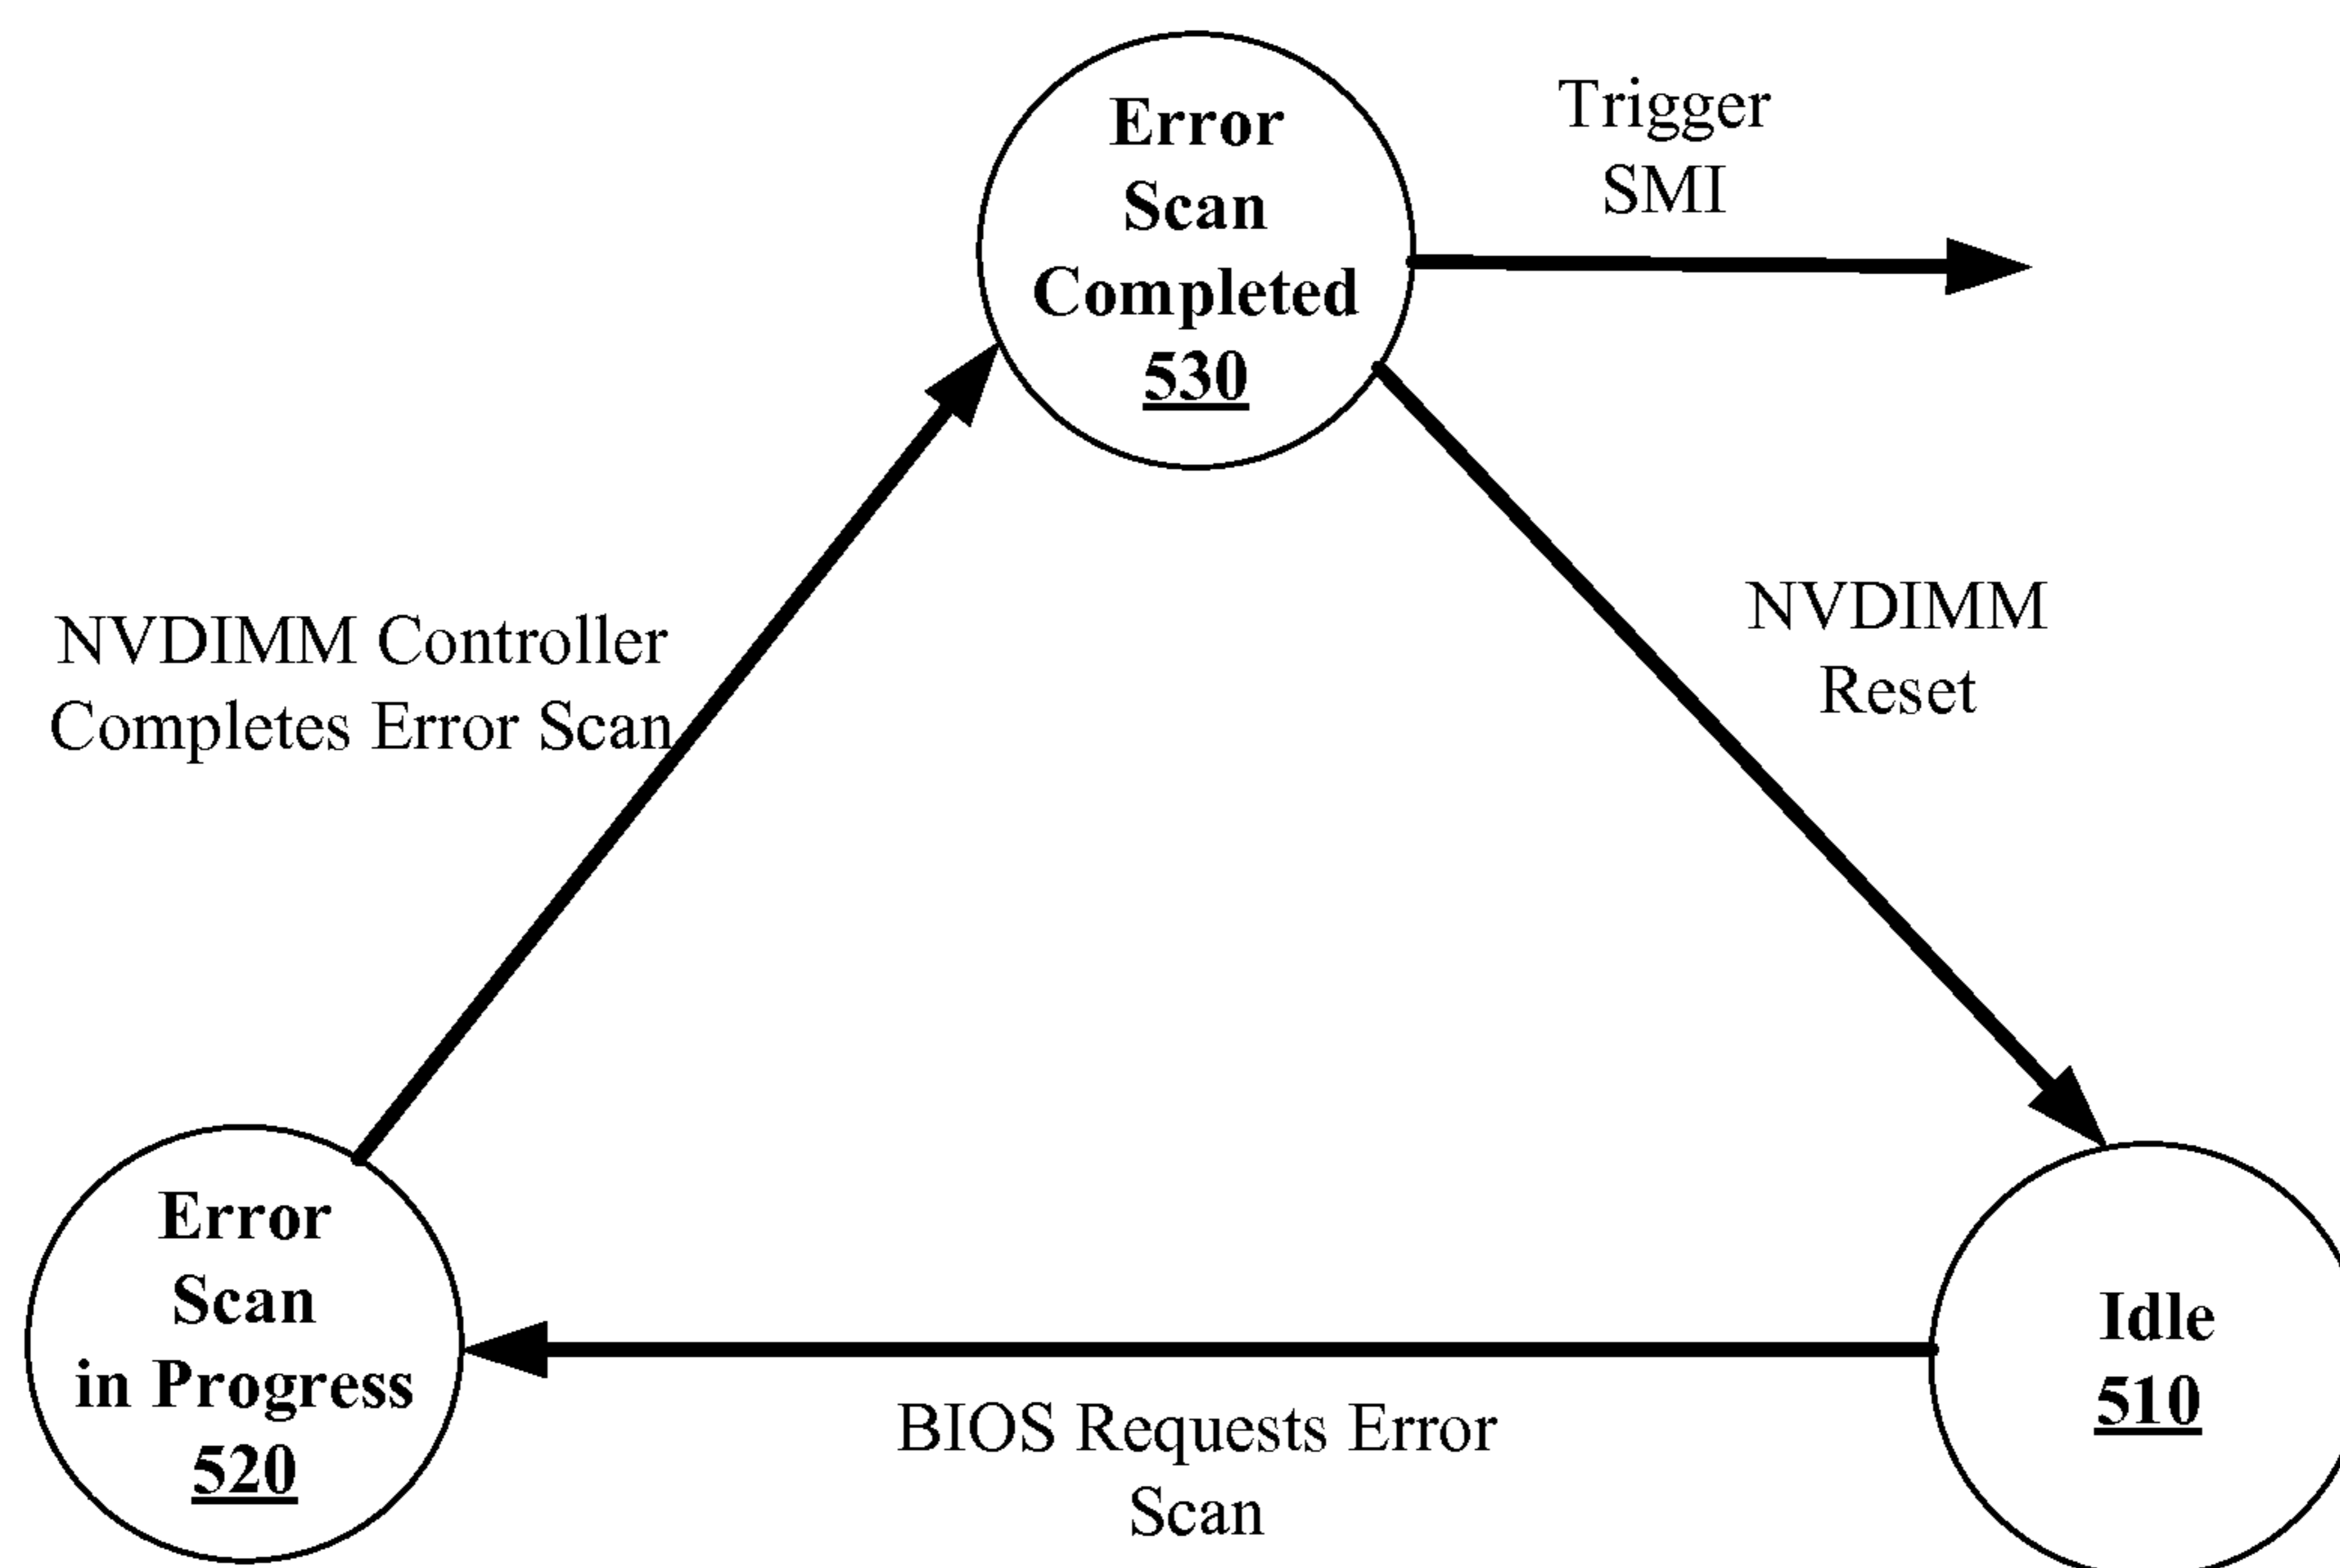 Error
Scan
Completed
530
Trigger
SMI
NVDIMM Controller
Completes Error Scan
NVDIMM
Reset
Error
Scan
in Progress
520
BIOS Requests Error
Scan
Idle
510